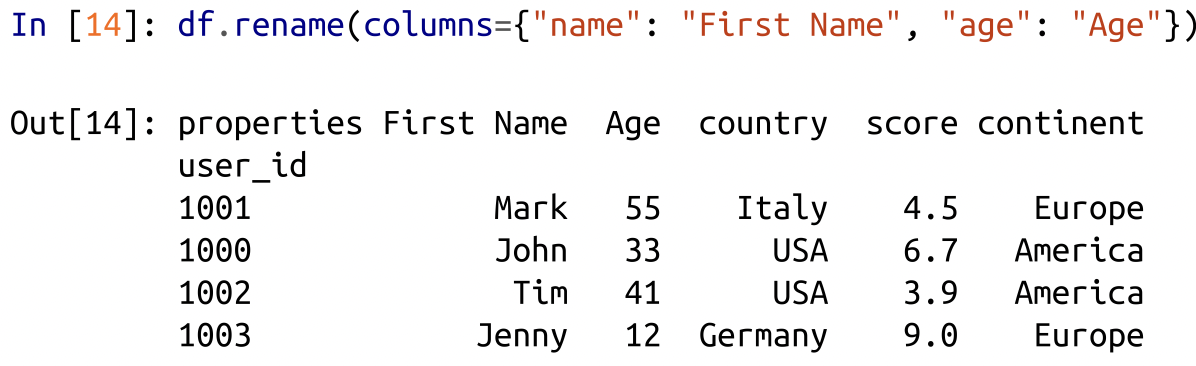 In [14]: df.rename(columns={"name": "First Name", "age": "Age"})
Out[14]: properties First Name  Age  country  score continent
         user_id
         1001             Mark   55    Italy    4.5    Europe
         1000             John   33      USA    6.7   America
         1002              Tim   41      USA    3.9   America
         1003            Jenny   12  Germany    9.0    Europe